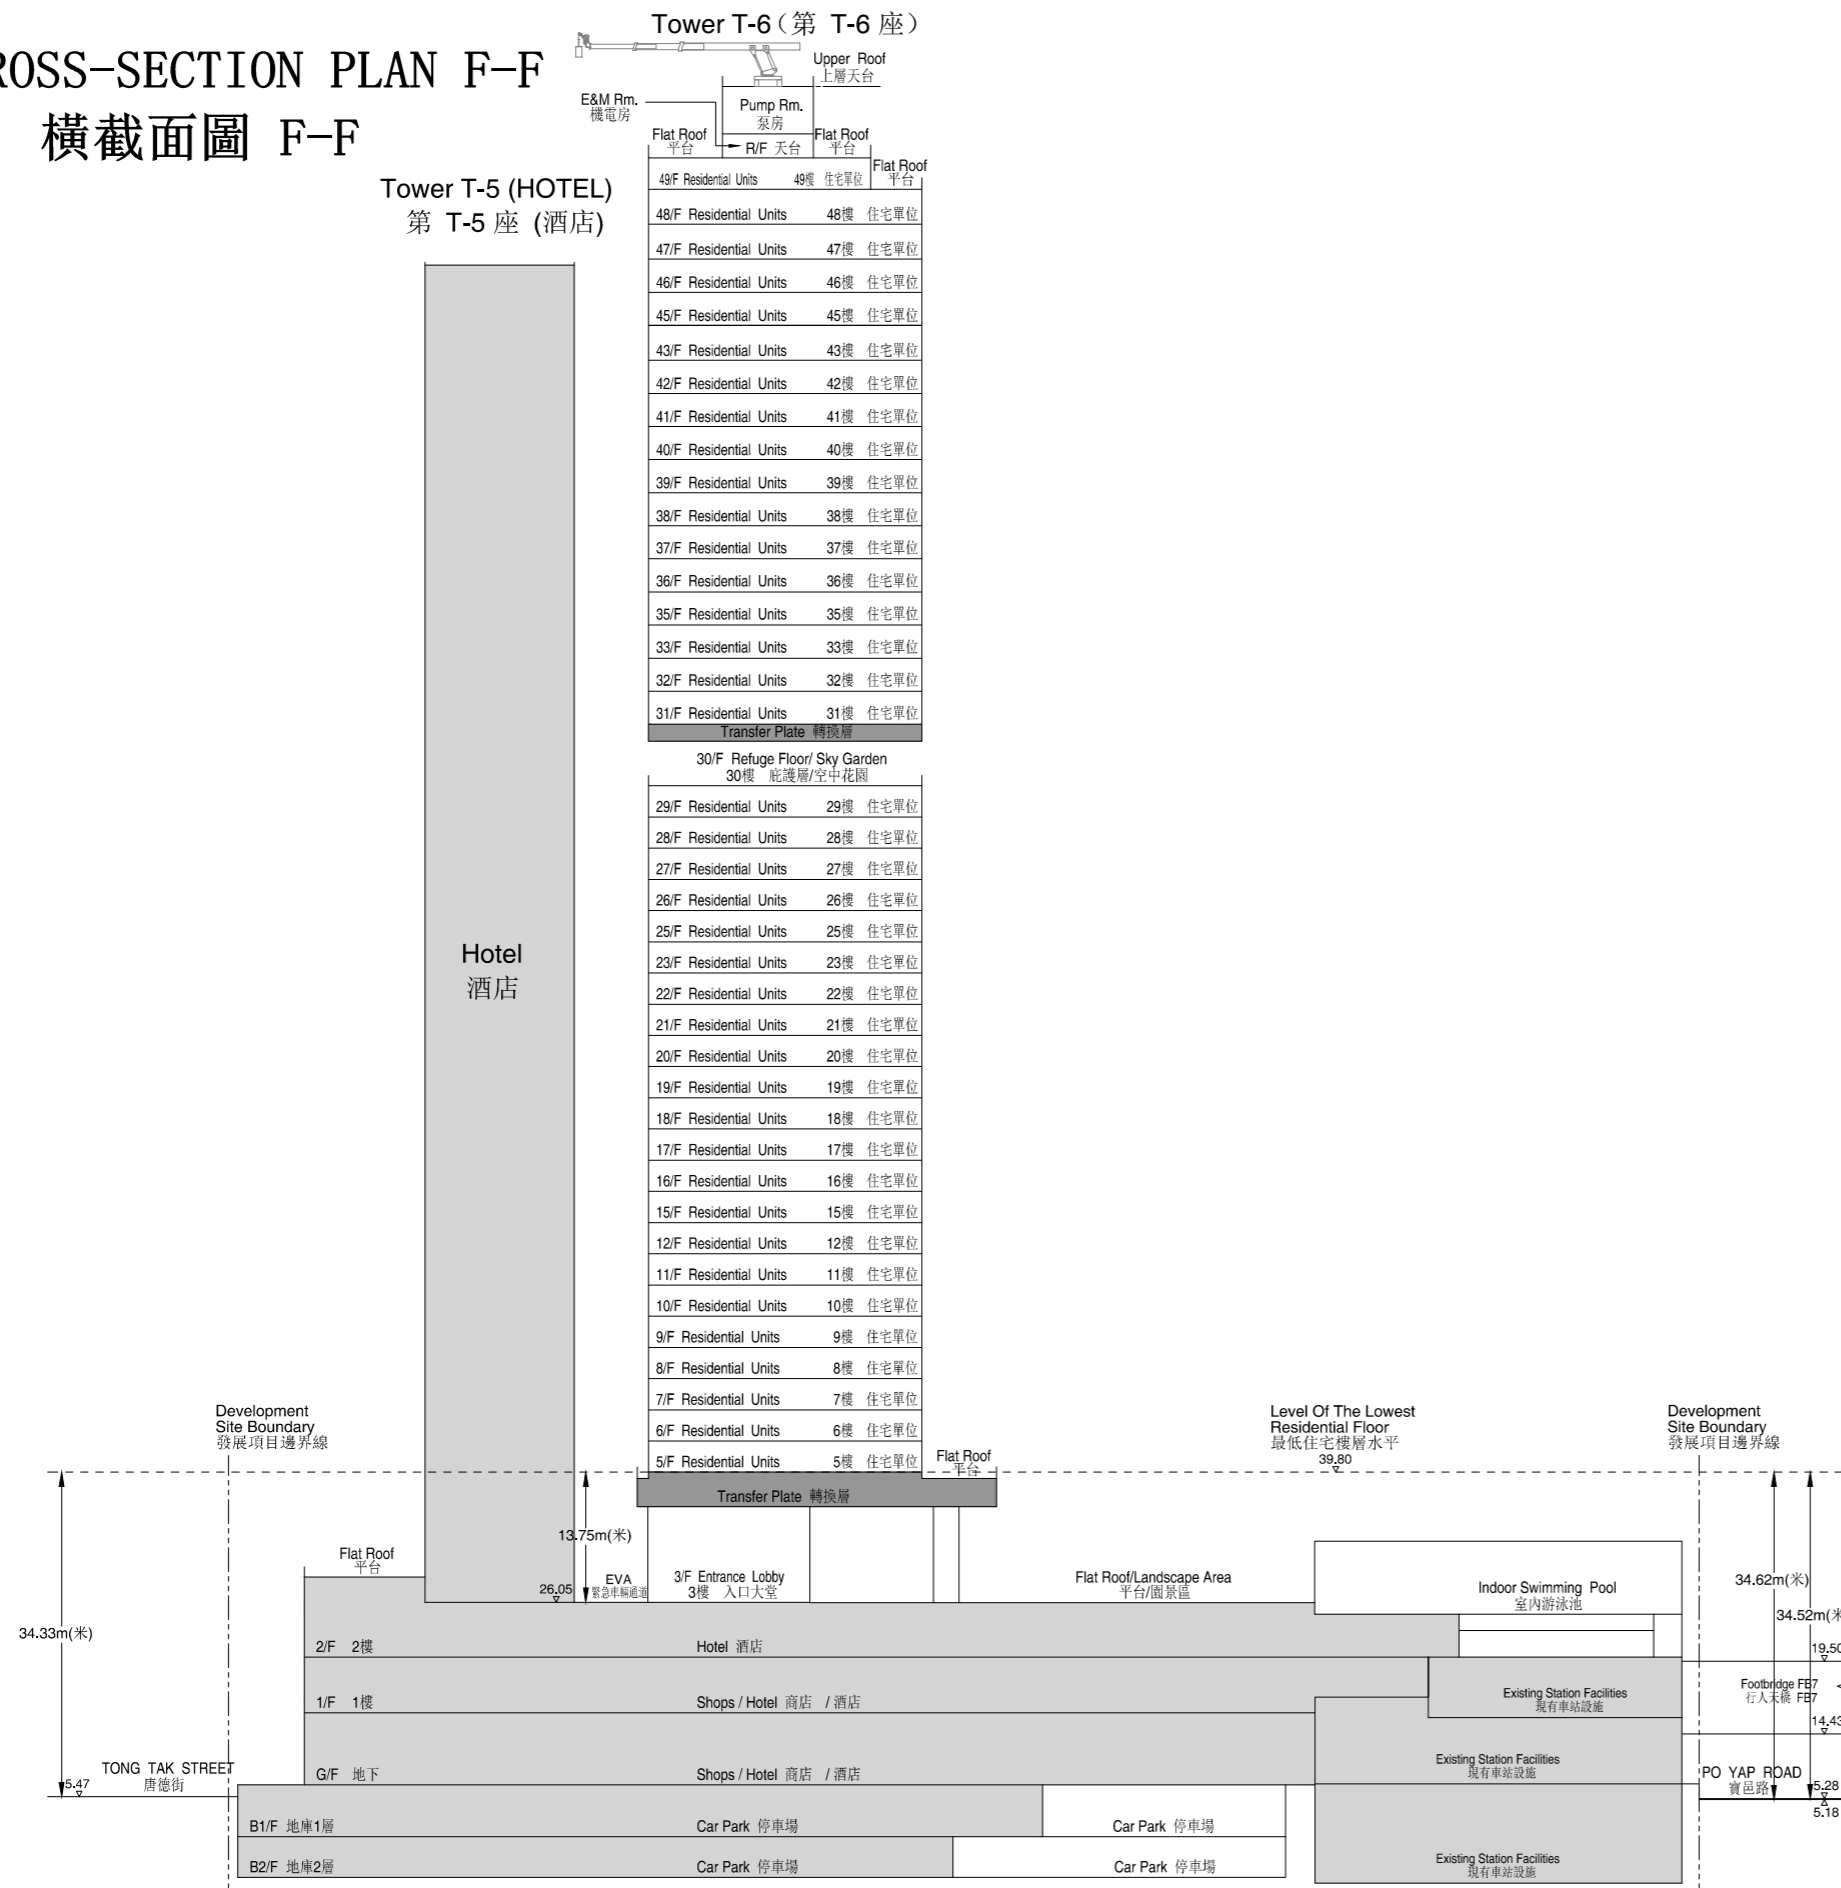 ROSS-SECTION PLAN F-F
橫截面圖 F-F
Tower T-6 (第 T-6 座)
Upper Roof
上層天台
E&M Rm.
機電房
Pump Rm.
泵房
Flat Roof
平台
R/F 天台
Flat Roof
平台
Flat Roof
平台
Tower T-5 (HOTEL)
第 T-5 座 (酒店)
49/F Residential Units 49樓 住宅單位
48/F Residential Units 48樓 住宅單位
47/F Residential Units 47樓 住宅單位
46/F Residential Units 46樓 住宅單位
45/F Residential Units 45樓 住宅單位
43/F Residential Units 43樓 住宅單位
42/F Residential Units 42樓 住宅單位
41/F Residential Units 41樓 住宅單位
40/F Residential Units 40樓 住宅單位
39/F Residential Units 39樓 住宅單位
38/F Residential Units 38樓 住宅單位
37/F Residential Units 37樓 住宅單位
36/F Residential Units 36樓 住宅單位
35/F Residential Units 35樓 住宅單位
33/F Residential Units 33樓 住宅單位
32/F Residential Units 32樓 住宅單位
31/F Residential Units 31樓 住宅單位
Transfer Plate 轉換層
30/F Refuge Floor/ Sky Garden
30樓 庇護層/空中花園
29/F Residential Units 29樓 住宅單位
28/F Residential Units 28樓 住宅單位
27/F Residential Units 27樓 住宅單位
26/F Residential Units 26樓 住宅單位
25/F Residential Units 25樓 住宅單位
23/F Residential Units 23樓 住宅單位
22/F Residential Units 22樓 住宅單位
21/F Residential Units 21樓 住宅單位
20/F Residential Units 20樓 住宅單位
19/F Residential Units 19樓 住宅單位
18/F Residential Units 18樓 住宅單位
17/F Residential Units 17樓 住宅單位
16/F Residential Units 16樓 住宅單位
15/F Residential Units 15樓 住宅單位
12/F Residential Units 12樓 住宅單位
11/F Residential Units 11樓 住宅單位
10/F Residential Units 10樓 住宅單位
9/F Residential Units 9樓 住宅單位
8/F Residential Units 8樓 住宅單位
7/F Residential Units 7樓 住宅單位
6/F Residential Units 6樓 住宅單位
5/F Residential Units 5樓 住宅單位
Hotel
酒店
Development
Site Boundary
發展項目邊界線
Flat Roof
平台
Level Of The Lowest
Residential Floor
最低住宅樓層水平
39.80
Development
Site Boundary
發展項目邊界線
Transfer Plate 轉換層
13.75m(米)
Flat Roof
平台
26.05
EVA
緊急車輛通道
3/F Entrance Lobby
3樓 入口大堂
Flat Roof/Landscape Area
平台/園景區
Indoor Swimming Pool
室內游泳池
34.62m(米)
34.52m(米
34.33m(米)
2/F 2樓 Hotel 酒店
19.50
1/F 1樓 Shops / Hotel 商店 / 酒店
Existing Station Facilities
現有車站設施
Footbridge FB7
行人天橋 FB7
14.43
G/F 地下 Shops / Hotel 商店 / 酒店
Existing Station Facilities
現有車站設施
TONG TAK STREET
唐德街
5.47
PO YAP ROAD
寶邑路
5.28
5.18
B1/F 地庫1層 Car Park 停車場
Car Park 停車場
B2/F 地庫2層 Car Park 停車場
Car Park 停車場
Existing Station Facilities
現有車站設施